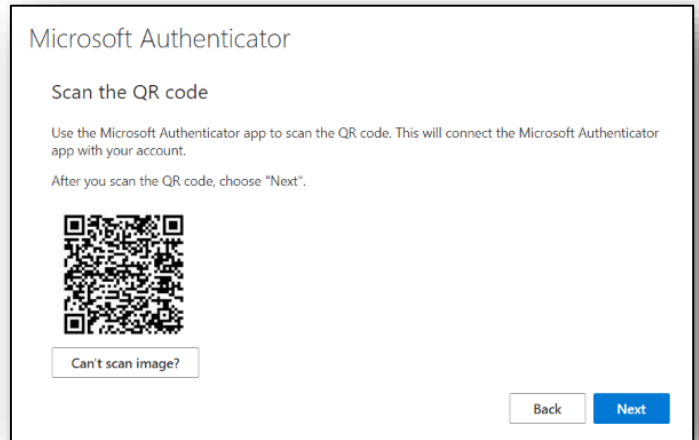 Microsoft Authenticator
Scan the QR code
Use the Microsoft Authenticator app to scan the QR code. This will connect the Microsoft Authenticator
app with your account.
After you scan the QR code, choose "Next".
Can't scan image?
Back
Next